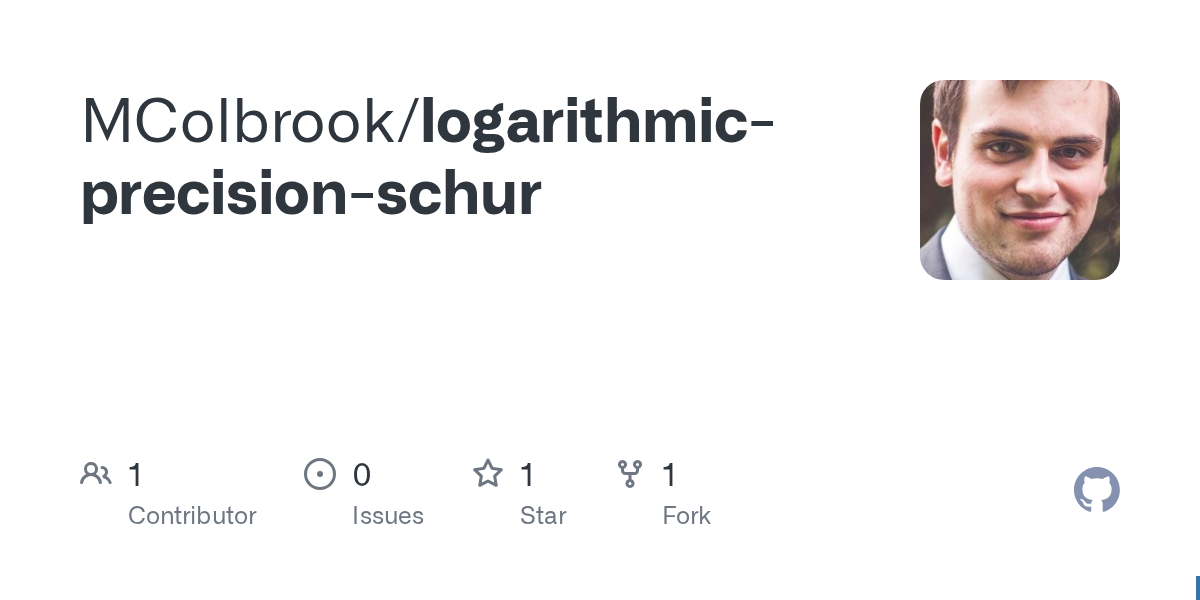 MColbrook/logarithmic-
precision-schur
1 0 1 1
Contributor Issues Star Fork